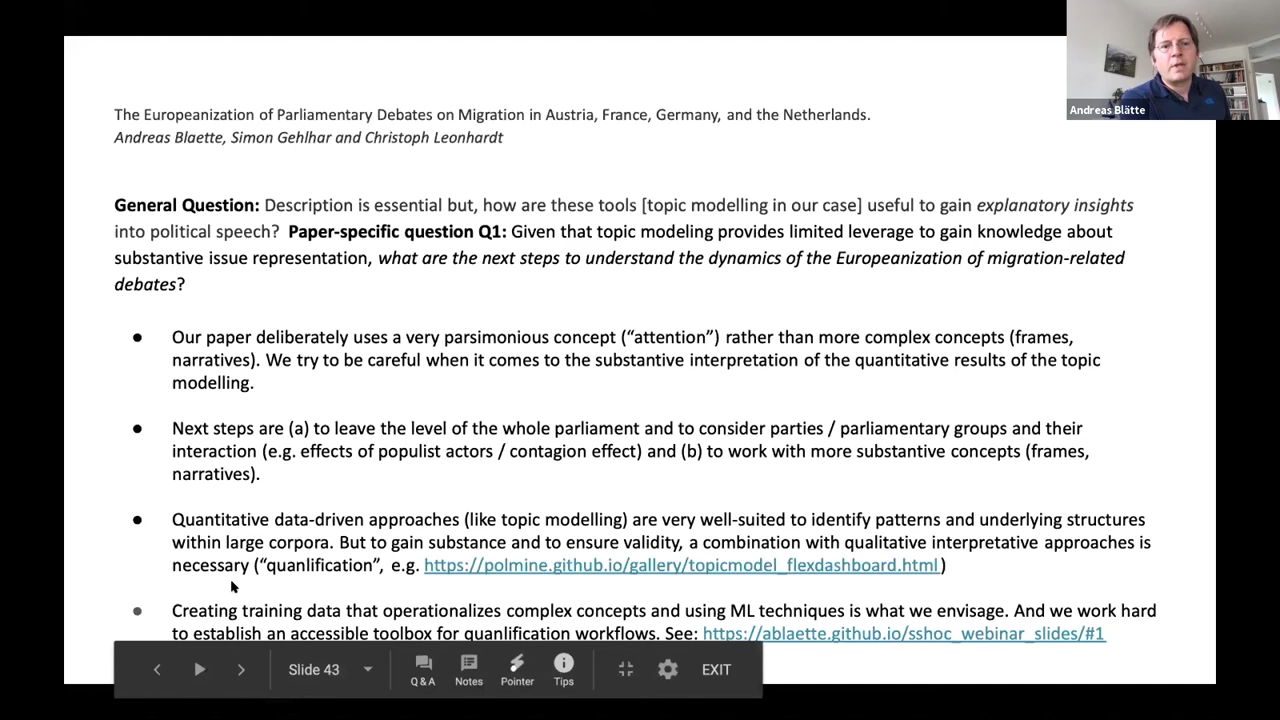 Andreas Blätte
The Europeanization of Parliamentary Debates on Migration in Austria, France, Germany, and the Netherlands.
Andreas Blaette, Simon Gehlhar and Christoph Leonhardt
General Question: Description is essential but, how are these tools [topic modelling in our case] useful to gain explanatory insights
into political speech? Paper-specific question Q1: Given that topic modeling provides limited leverage to gain knowledge about
substantive issue representation, what are the next steps to understand the dynamics of the Europeanization of migration-related
debates?
● Our paper deliberately uses a very parsimonious concept (“attention”) rather than more complex concepts (frames,
narratives). We try to be careful when it comes to the substantive interpretation of the quantitative results of the topic
modelling.
● Next steps are (a) to leave the level of the whole parliament and to consider parties / parliamentary groups and their
interaction (e.g. effects of populist actors / contagion effect) and (b) to work with more substantive concepts (frames,
narratives).
● Quantitative data-driven approaches (like topic modelling) are very well-suited to identify patterns and underlying structures
within large corpora. But to gain substance and to ensure validity, a combination with qualitative interpretative approaches is
necessary (“quanlification”, e.g. https://polmine.github.io/gallery/topicmodel_flexdashboard.html)
● Creating training data that operationalizes complex concepts and using ML techniques is what we envisage. And we work hard
to establish an accessible toolbox for quanlification workflows. See: https://ablaette.github.io/sshoc_webinar_slides/#1
Slide 43
Q & A
Notes
Pointer
Tips
EXIT